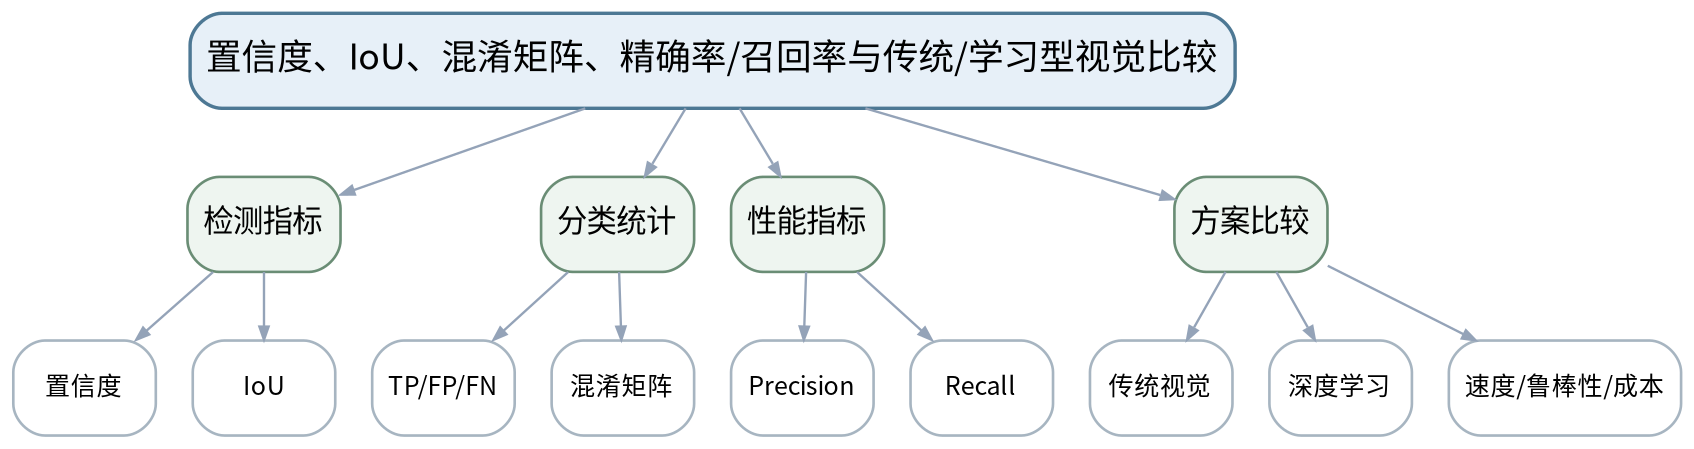 置信度、IoU、混淆矩阵、精确率/召回率与传统/学习型视觉比较
检测指标
分类统计
性能指标
方案比较
置信度
IoU
TP/FP/FN
混淆矩阵
Precision
Recall
传统视觉
深度学习
速度/鲁棒性/成本